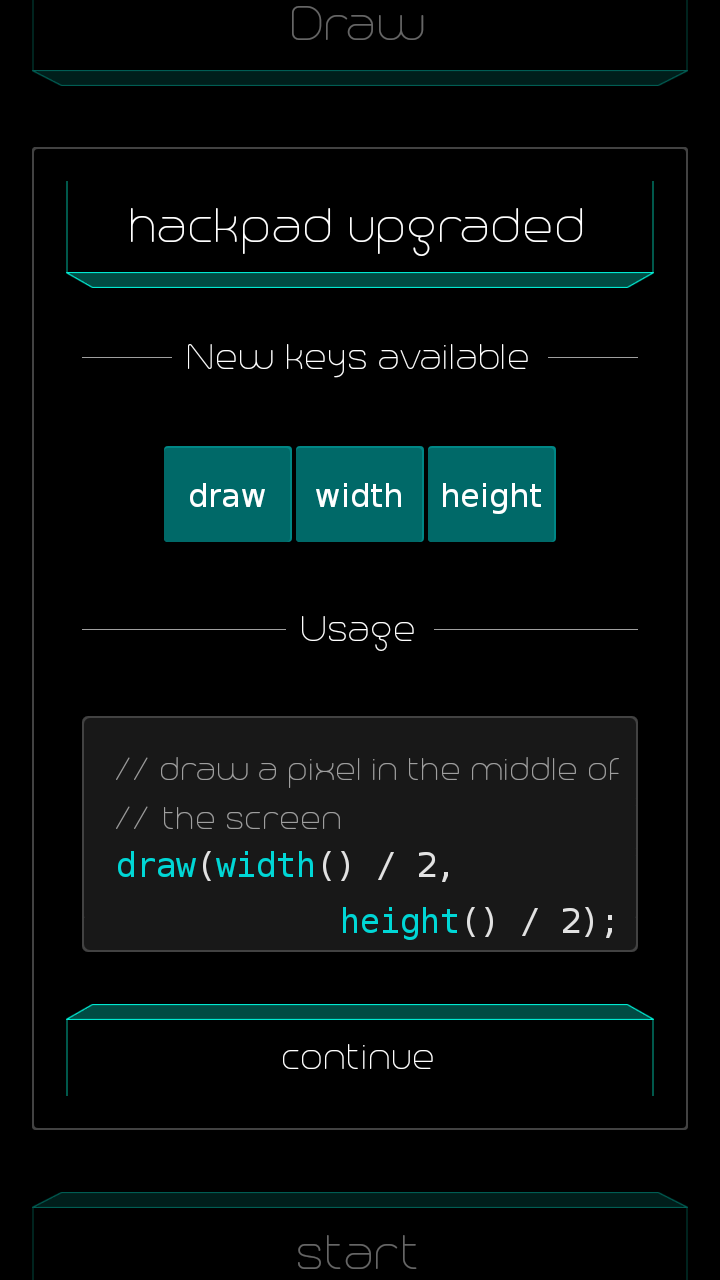 Draw
hackpad upgraded
New keys available
draw width height
Usage
// draw a pixel in the middle of
// the screen
draw(width() / 2,
height() / 2);
continue
start